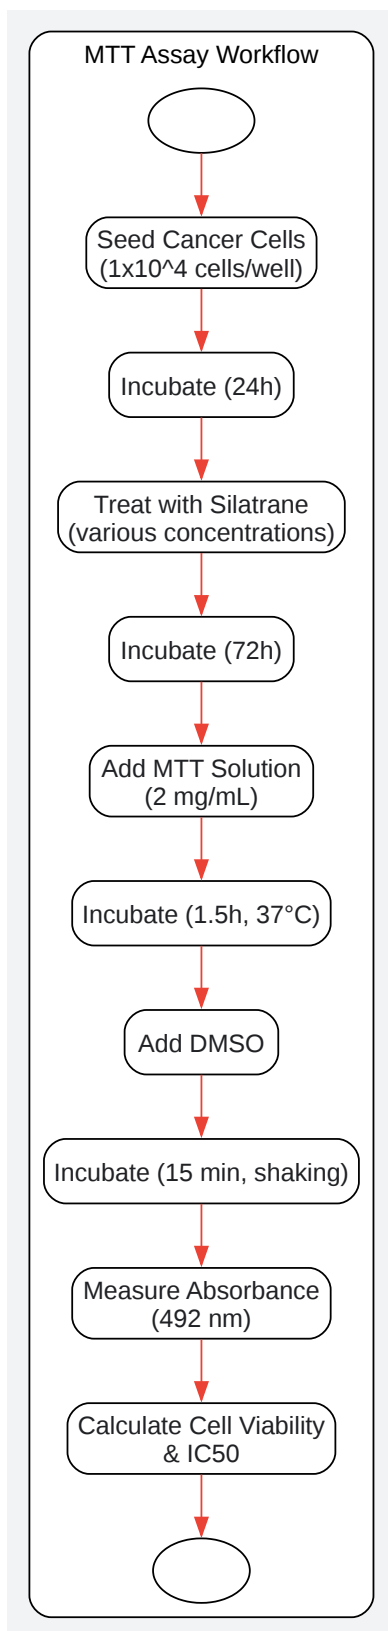 MTT Assay Workflow
Seed Cancer Cells
(1x10^4 cells/well)
Incubate (24h)
Treat with Silatrane
(various concentrations)
Incubate (72h)
Add MTT Solution
(2 mg/mL)
Incubate (1.5h, 37°C)
Add DMSO
Incubate (15 min, shaking)
Measure Absorbance
(492 nm)
Calculate Cell Viability
& IC50